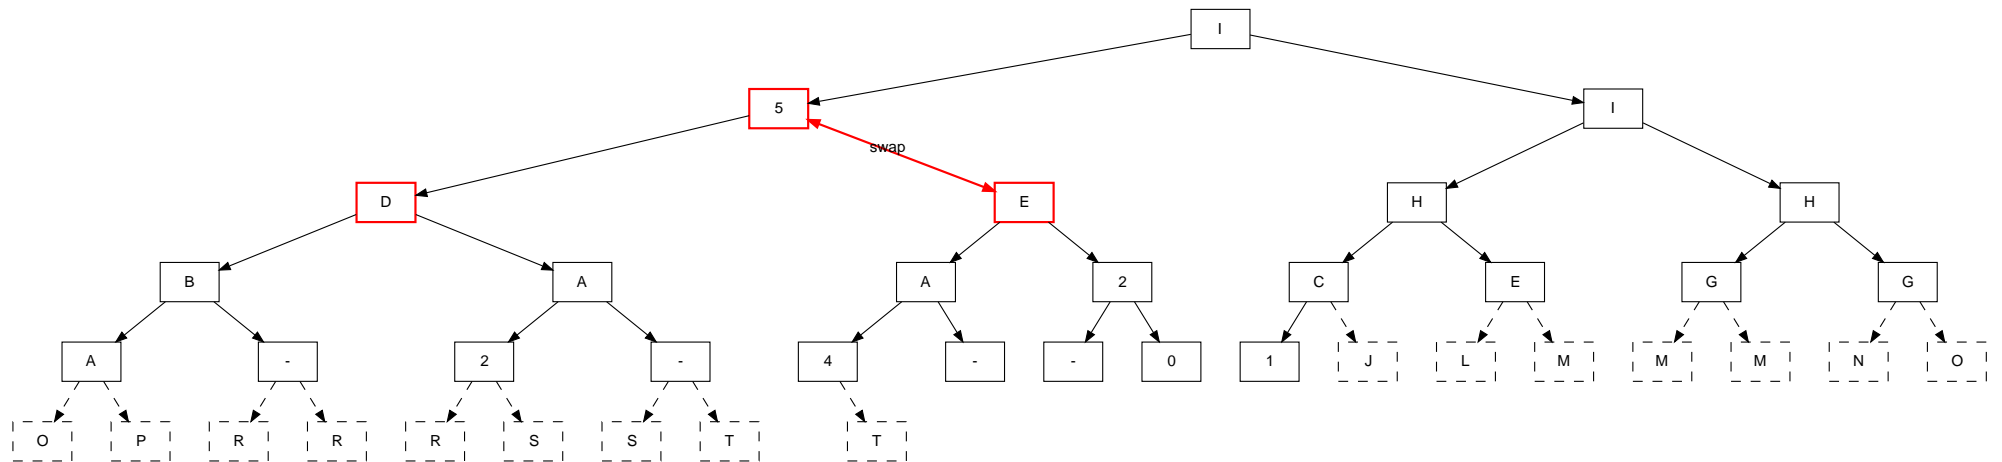 I
5 I
swap
D E H H
B A A 2 C E G G
A - 2 - 4 - - 0 1 J L M M M N O
O P R R R S S T T